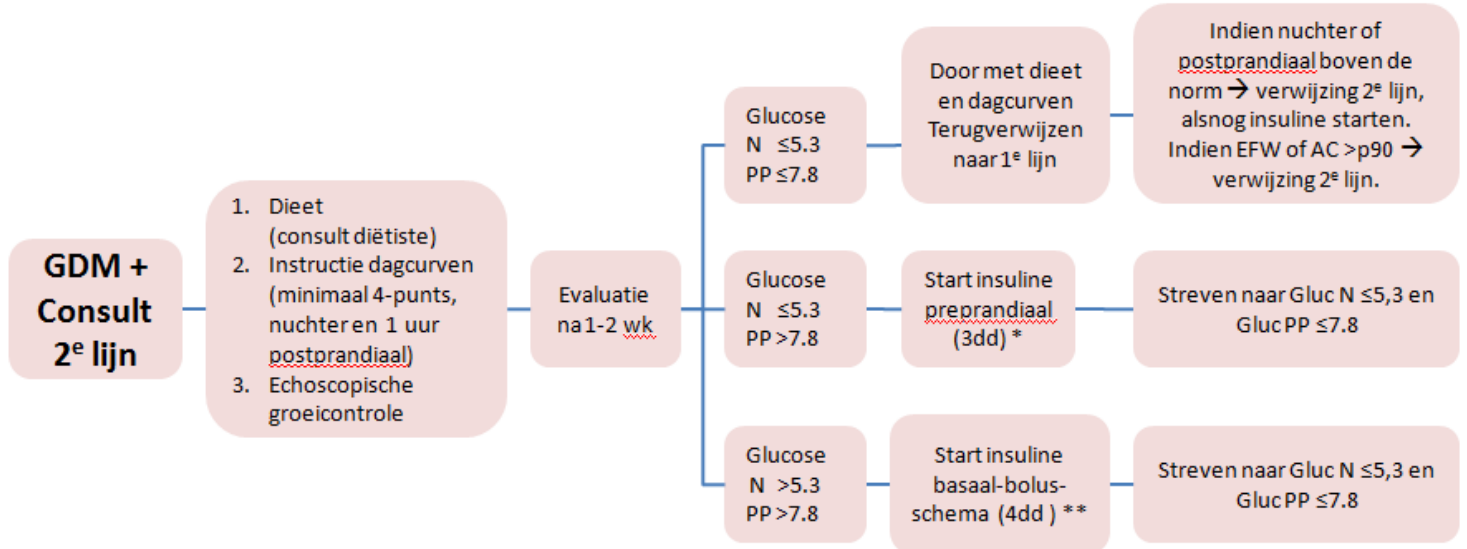 GDM +
Consult
2e lijn
1. Dieet
(consult diëtiste)
2. Instructie dagcurven
(minimaal 4-punts,
nuchter en 1 uur
postprandiaal)
3. Echoscopische
groeicontrole
Evaluatie
na 1-2 wk
Glucose
N ≤5.3
PP ≤7.8
Door met dieet
en dagcurven
Terugverwijzen
naar 1e lijn
Indien nuchter of
postprandiaal boven de
norm → verwijzing 2e lijn,
alsnog insuline starten.
Indien EFW of AC >p90 →
verwijzing 2e lijn.
Glucose
N ≤5.3
PP >7.8
Start insuline
preprandiaal
(3dd) *
Streven naar Gluc N ≤5,3 en
Gluc PP ≤7.8
Glucose
N >5.3
PP >7.8
Start insuline
basaal-bolus-
schema (4dd ) **
Streven naar Gluc N ≤5,3 en
Gluc PP ≤7.8